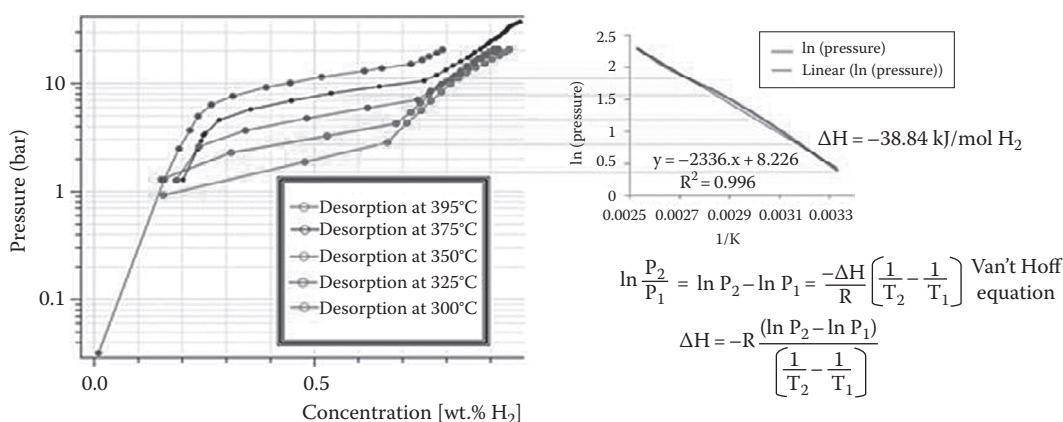 Pressure (bar)
10
1
0.1
0.0
0.5
Concentration [wt.% H₂]
Desorption at 395°C
Desorption at 375°C
Desorption at 350°C
Desorption at 325°C
Desorption at 300°C
ln (pressure)
2.5
2
1.5
1
0.5
0
0.0025 0.0027 0.0029 0.0031 0.0033
1/K
ln (pressure)
Linear (ln (pressure))
y = −2336.x + 8.226
R² = 0.996
ΔH = −38.84 kJ/mol H₂
ln P₂/P₁ = ln P₂ − ln P₁ = −ΔH/R [1/T₂ − 1/T₁] Van't Hoff
equation
ΔH = −R (ln P₂ − ln P₁)/[1/T₂ − 1/T₁]